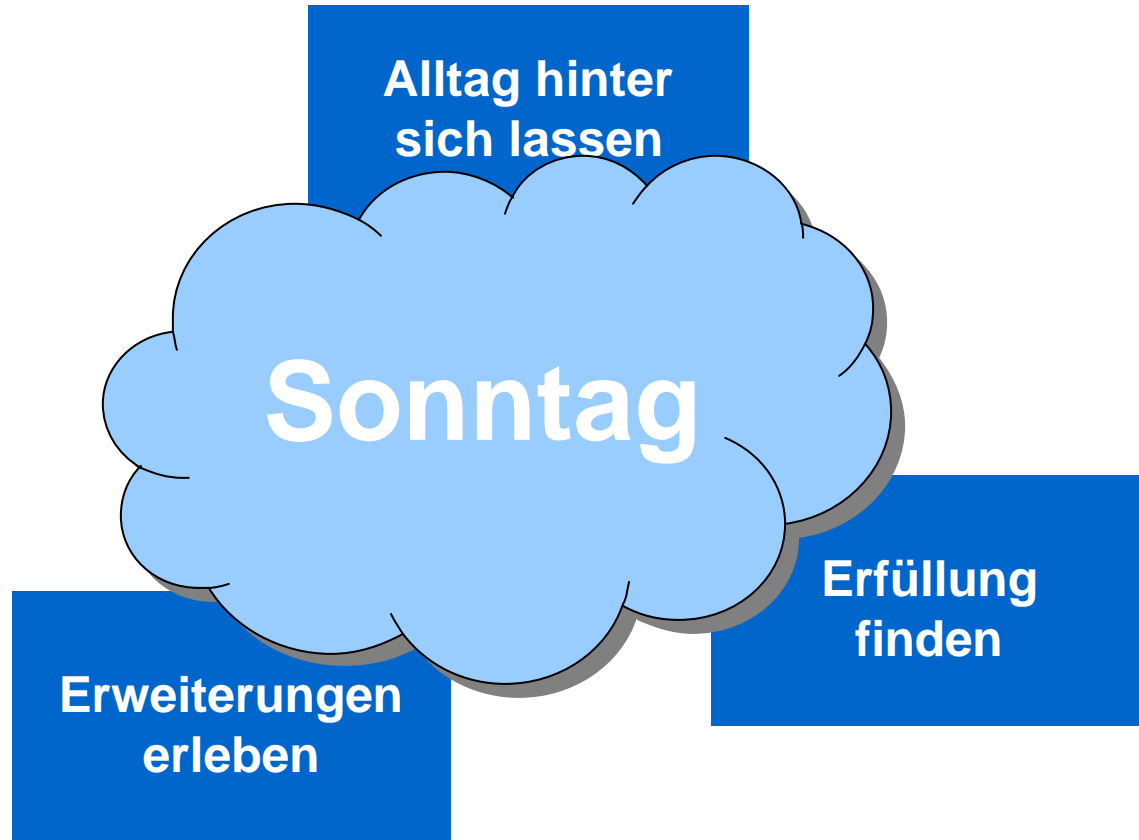 Alltag hinter
sich lassen
Sonntag
Erfüllung
finden
Erweiterungen
erleben